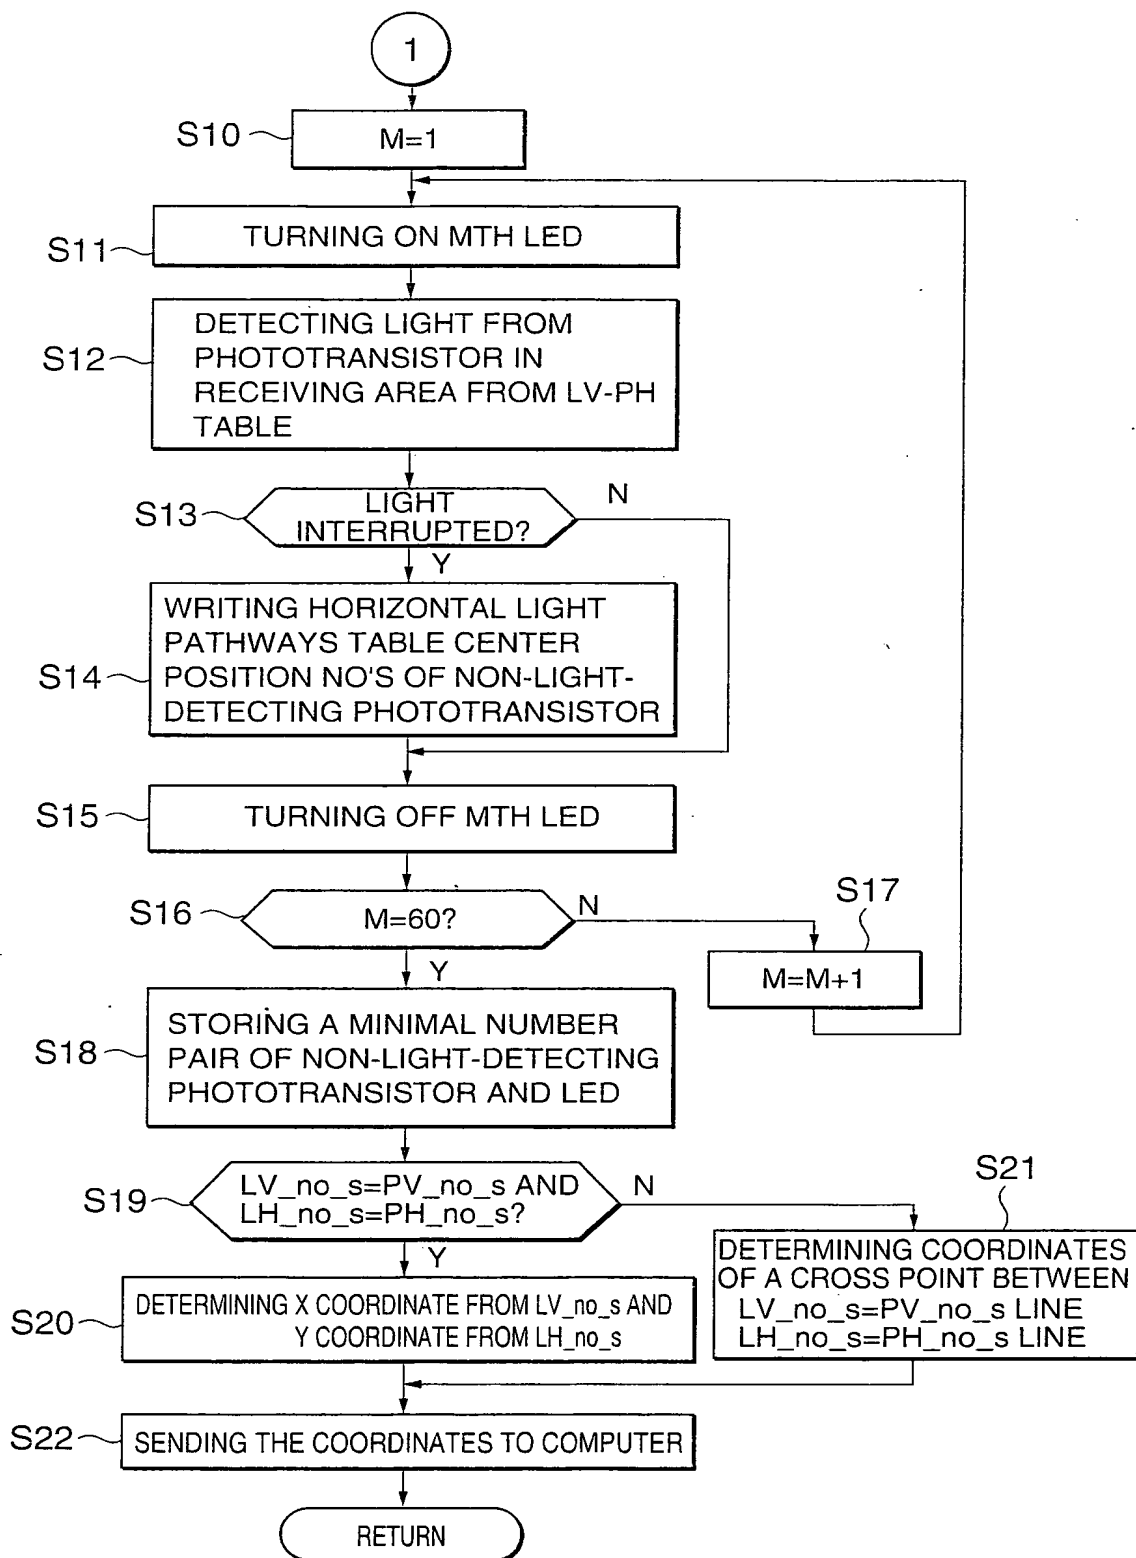 1
S10
M=1
S11
TURNING ON MTH LED
S12
DETECTING LIGHT FROM
PHOTOTRANSISTOR IN
RECEIVING AREA FROM LV-PH
TABLE
S13
LIGHT
INTERRUPTED?
N
Y
S14
WRITING HORIZONTAL LIGHT
PATHWAYS TABLE CENTER
POSITION NO'S OF NON-LIGHT-
DETECTING PHOTOTRANSISTOR
S15
TURNING OFF MTH LED
S16
M=60?
N
Y
S17
M=M+1
S18
STORING A MINIMAL NUMBER
PAIR OF NON-LIGHT-DETECTING
PHOTOTRANSISTOR AND LED
S19
LV_no_s=PV_no_s AND
LH_no_s=PH_no_s?
N
Y
S21
DETERMINING COORDINATES
OF A CROSS POINT BETWEEN
LV_no_s=PV_no_s LINE
LH_no_s=PH_no_s LINE
S20
DETERMINING X COORDINATE FROM LV_no_s AND
Y COORDINATE FROM LH_no_s
S22
SENDING THE COORDINATES TO COMPUTER
RETURN